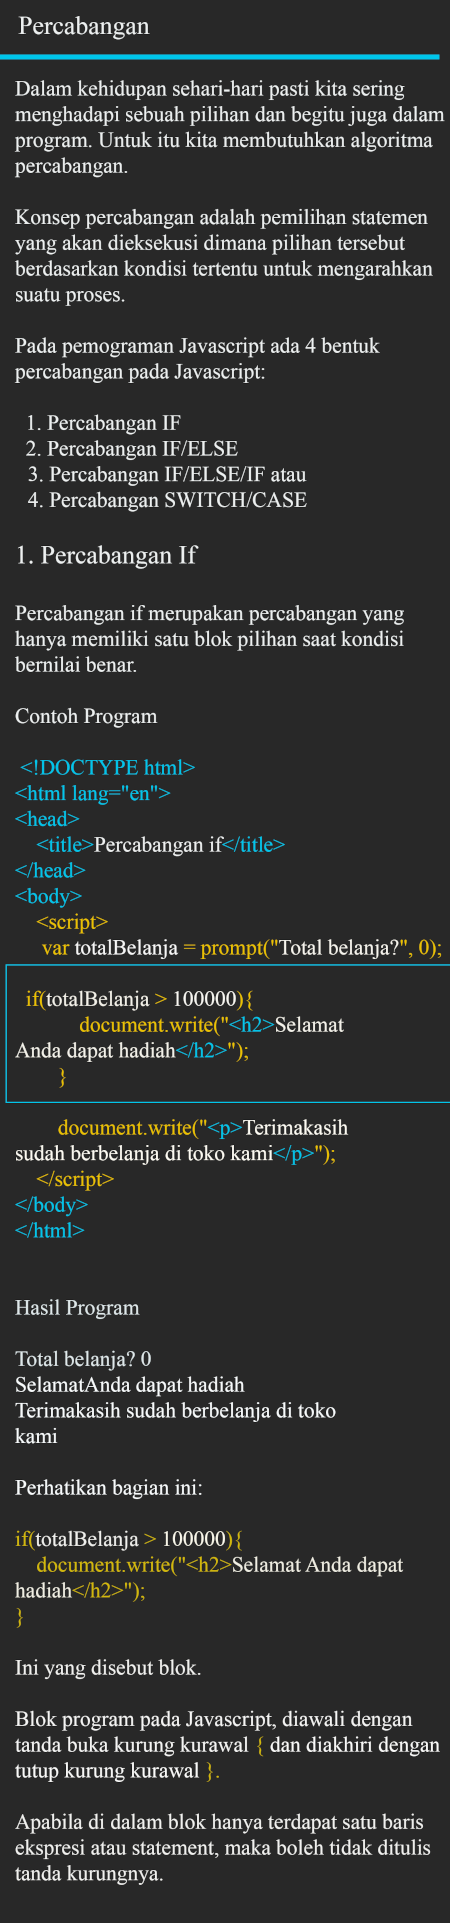 Percabangan
Dalam kehidupan sehari-hari pasti kita sering
menghadapi sebuah pilihan dan begitu juga dalam
program. Untuk itu kita membutuhkan algoritma
percabangan.
Konsep percabangan adalah pemilihan statemen
yang akan dieksekusi dimana pilihan tersebut
berdasarkan kondisi tertentu untuk mengarahkan
suatu proses.
Pada pemograman Javascript ada 4 bentuk
percabangan pada Javascript:
1. Percabangan IF
2. Percabangan IF/ELSE
3. Percabangan IF/ELSE/IF atau
4. Percabangan SWITCH/CASE
1. Percabangan If
Percabangan if merupakan percabangan yang
hanya memiliki satu blok pilihan saat kondisi
bernilai benar.
Contoh Program
<!DOCTYPE html>
<html lang="en">
<head>
<title>Percabangan if</title>
</head>
<body>
<script>
var totalBelanja = prompt("Total belanja?", 0);
if(totalBelanja > 100000){
document.write("<h2>Selamat
Anda dapat hadiah</h2>");
}
document.write("<p>Terimakasih
sudah berbelanja di toko kami</p>");
</script>
</body>
</html>
Hasil Program
Total belanja? 0
SelamatAnda dapat hadiah
Terimakasih sudah berbelanja di toko
kami
Perhatikan bagian ini:
if(totalBelanja > 100000){
document.write("<h2>Selamat Anda dapat
hadiah</h2>");
}
Ini yang disebut blok.
Blok program pada Javascript, diawali dengan
tanda buka kurung kurawal { dan diakhiri dengan
tutup kurung kurawal }.
Apabila di dalam blok hanya terdapat satu baris
ekspresi atau statement, maka boleh tidak ditulis
tanda kurungnya.